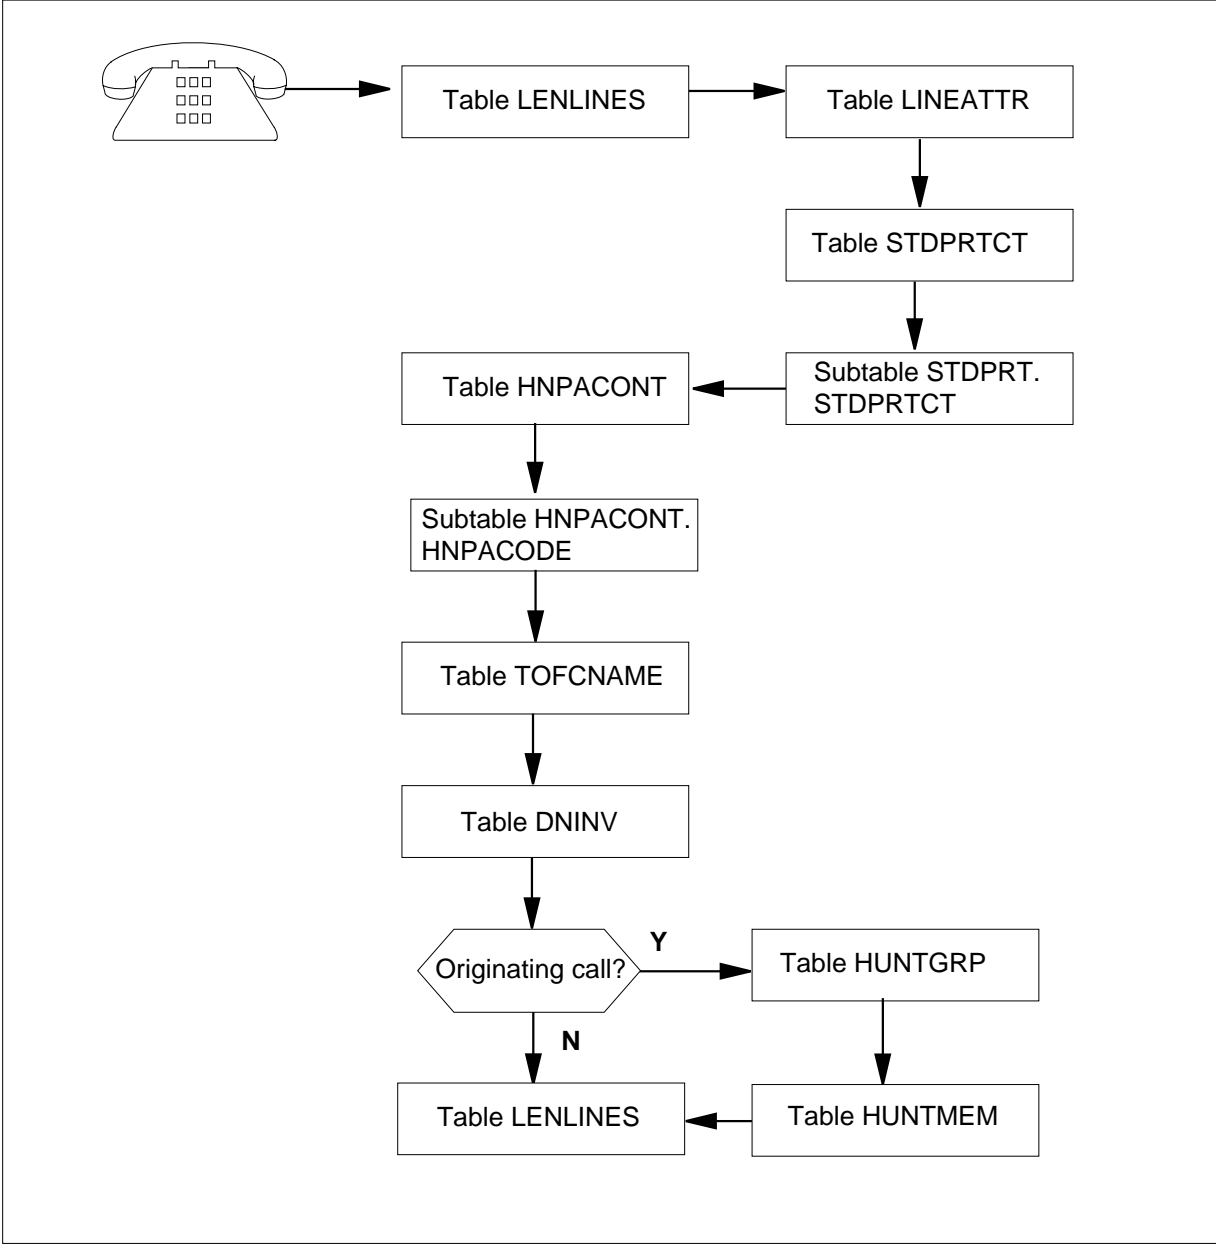 Table LENLINES
Table LINEATTR
Table STDPRTCT
Subtable STDPRT.
STDPRTCT
Table HNPACONT
Subtable HNPACONT.
HNPACODE
Table TOFCNAME
Table DNINV
Originating call?
Y
Table HUNTGRP
N
Table LENLINES
Table HUNTMEM